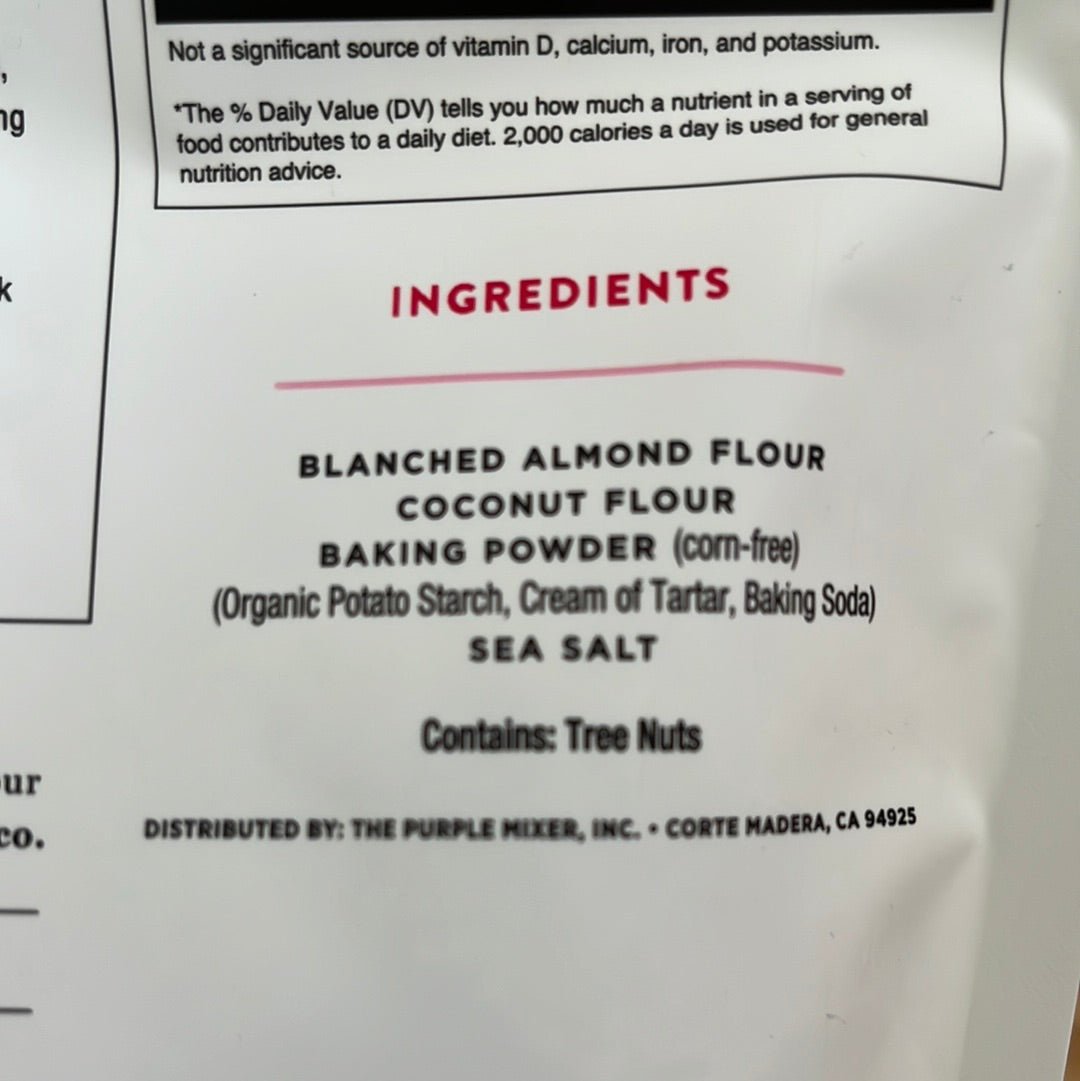 Not a significant source of vitamin D, calcium, iron, and potassium.
*The % Daily Value (DV) tells you how much a nutrient in a serving of
food contributes to a daily diet. 2,000 calories a day is used for general
nutrition advice.
INGREDIENTS
BLANCHED ALMOND FLOUR
COCONUT FLOUR
BAKING POWDER (corn-free)
(Organic Potato Starch, Cream of Tartar, Baking Soda)
SEA SALT
Contains: Tree Nuts
DISTRIBUTED BY: THE PURPLE MIXER, INC. • CORTE MADERA, CA 94925